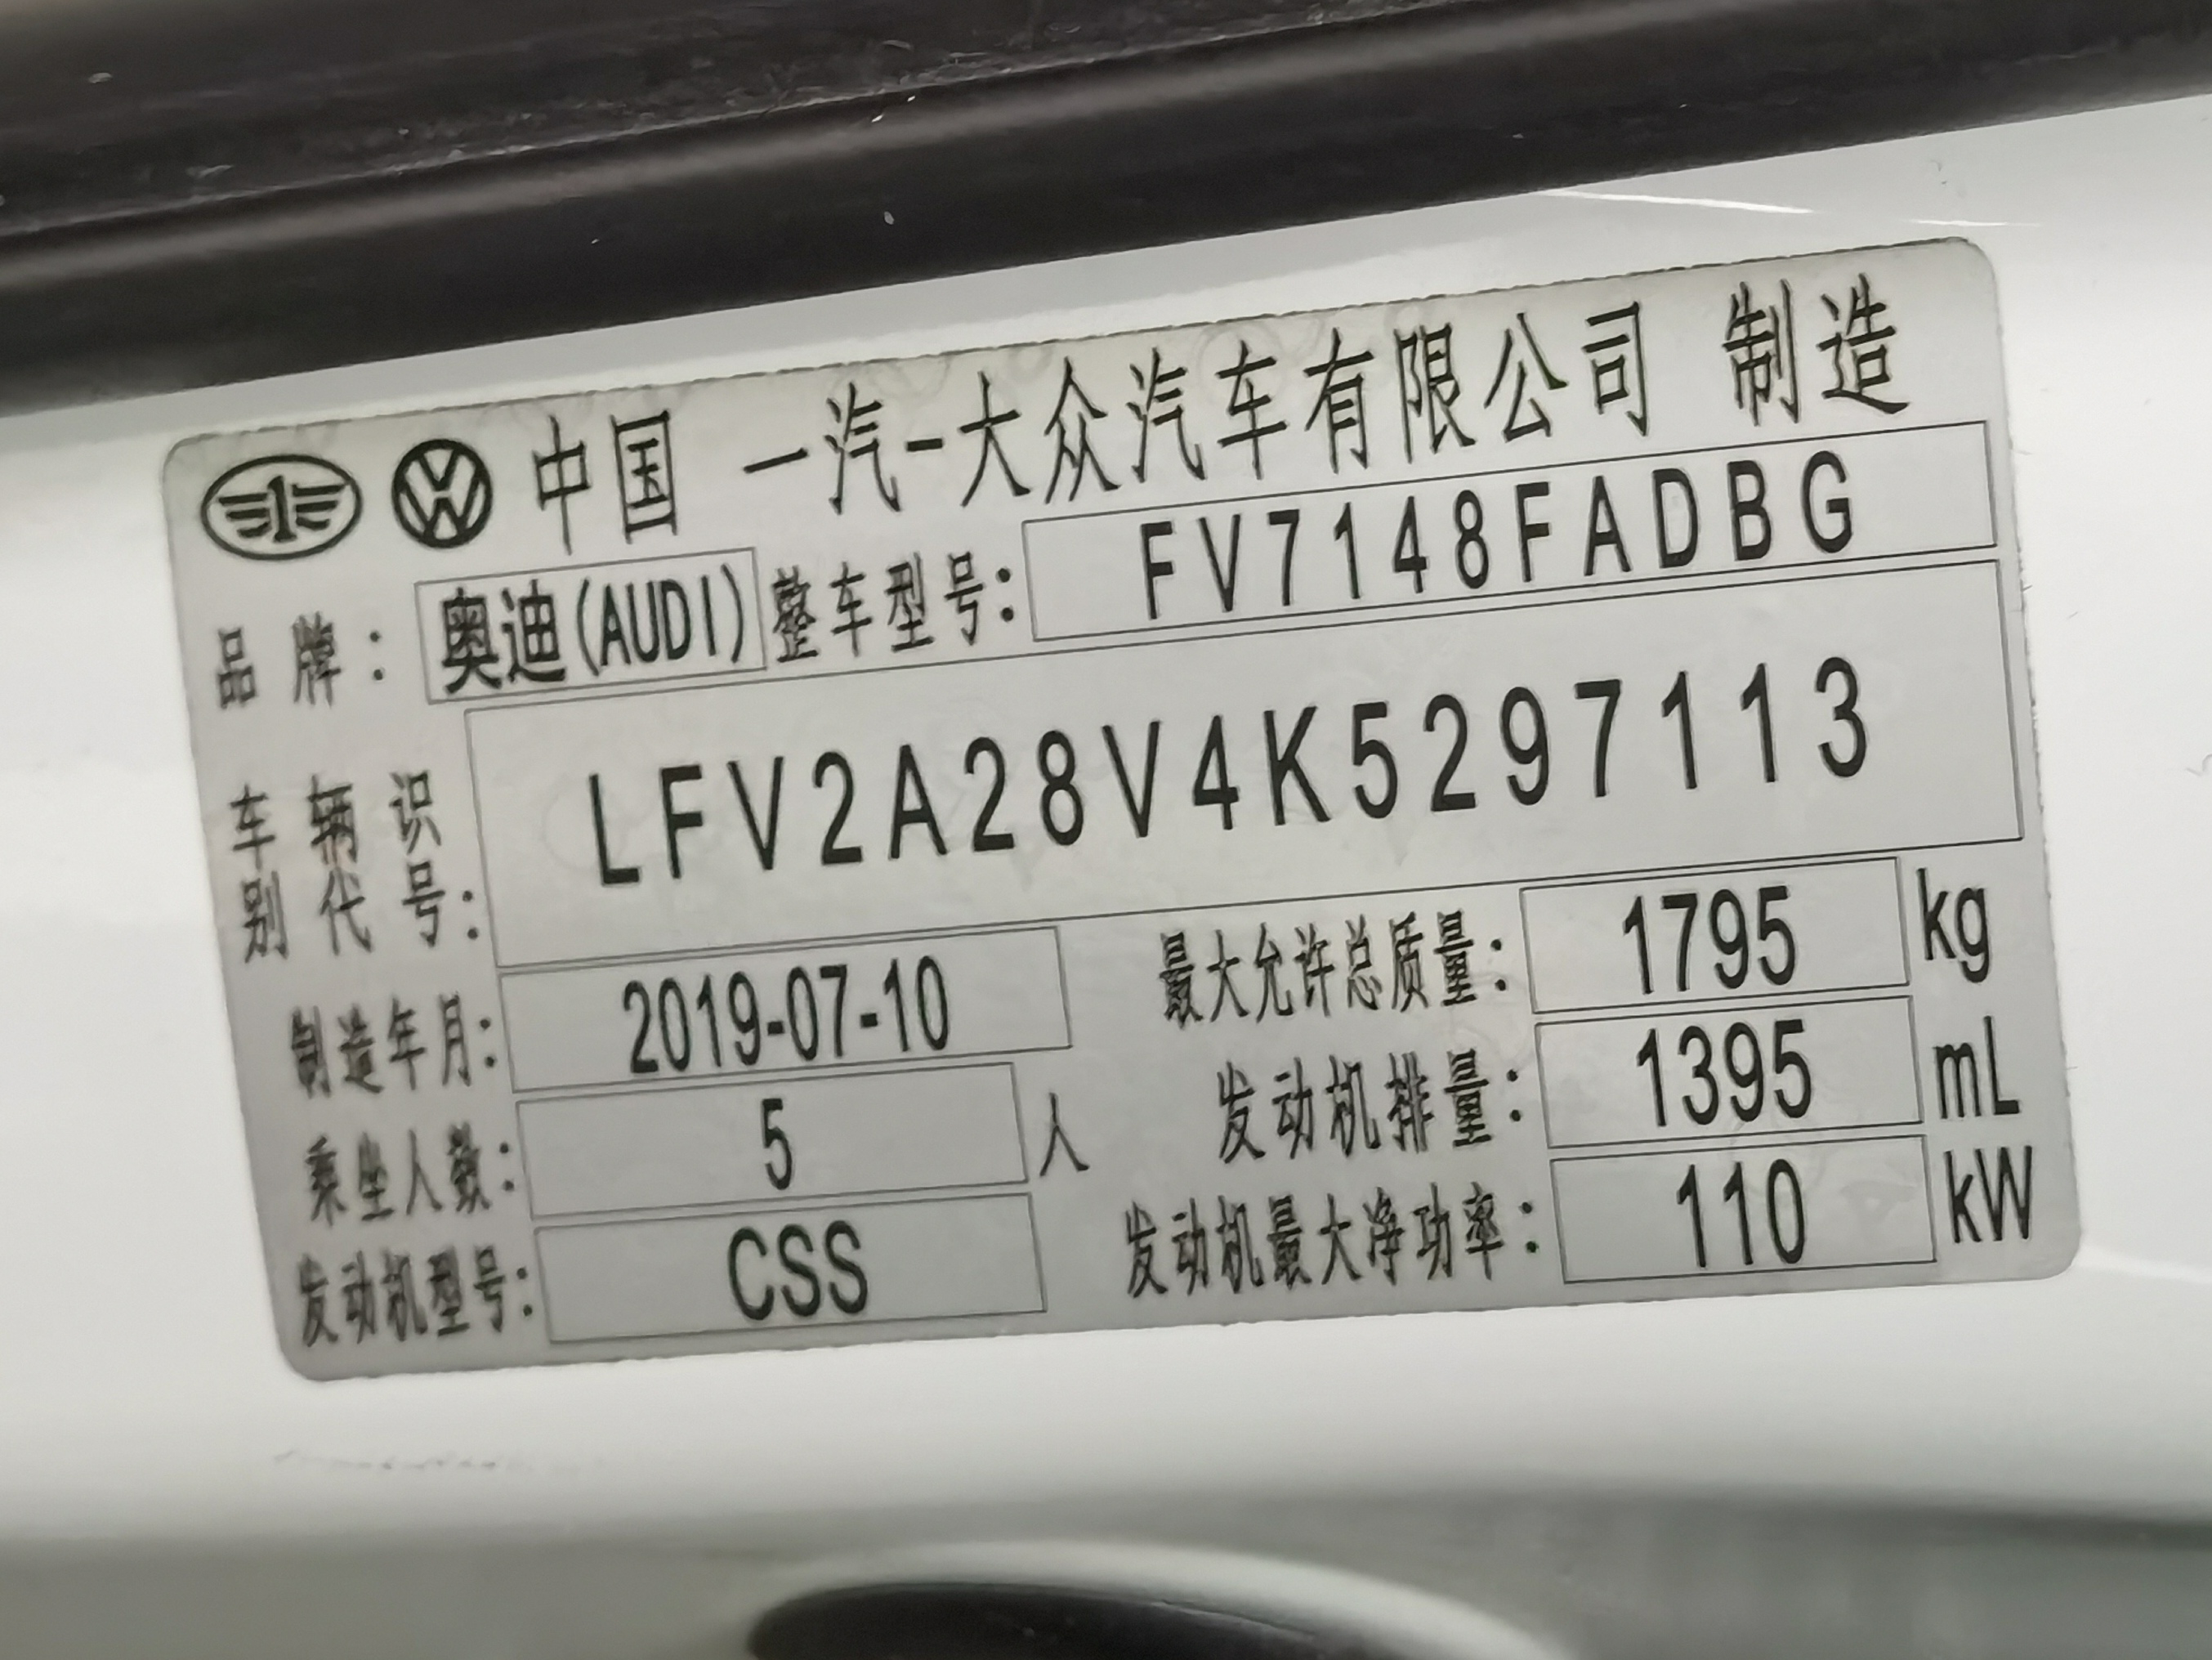 中国 一汽-大众汽车有限公司 制造
品牌：奥迪(AUDI) 整车型号：FV7148FADBG
车辆识
别代号：LFV2A28V4K5297113
制造年月：2019-07-10 最大允许总质量：1795 kg
乘坐人数：5 人 发动机排量：1395 mL
发动机型号：CSS 发动机最大净功率：110 kW